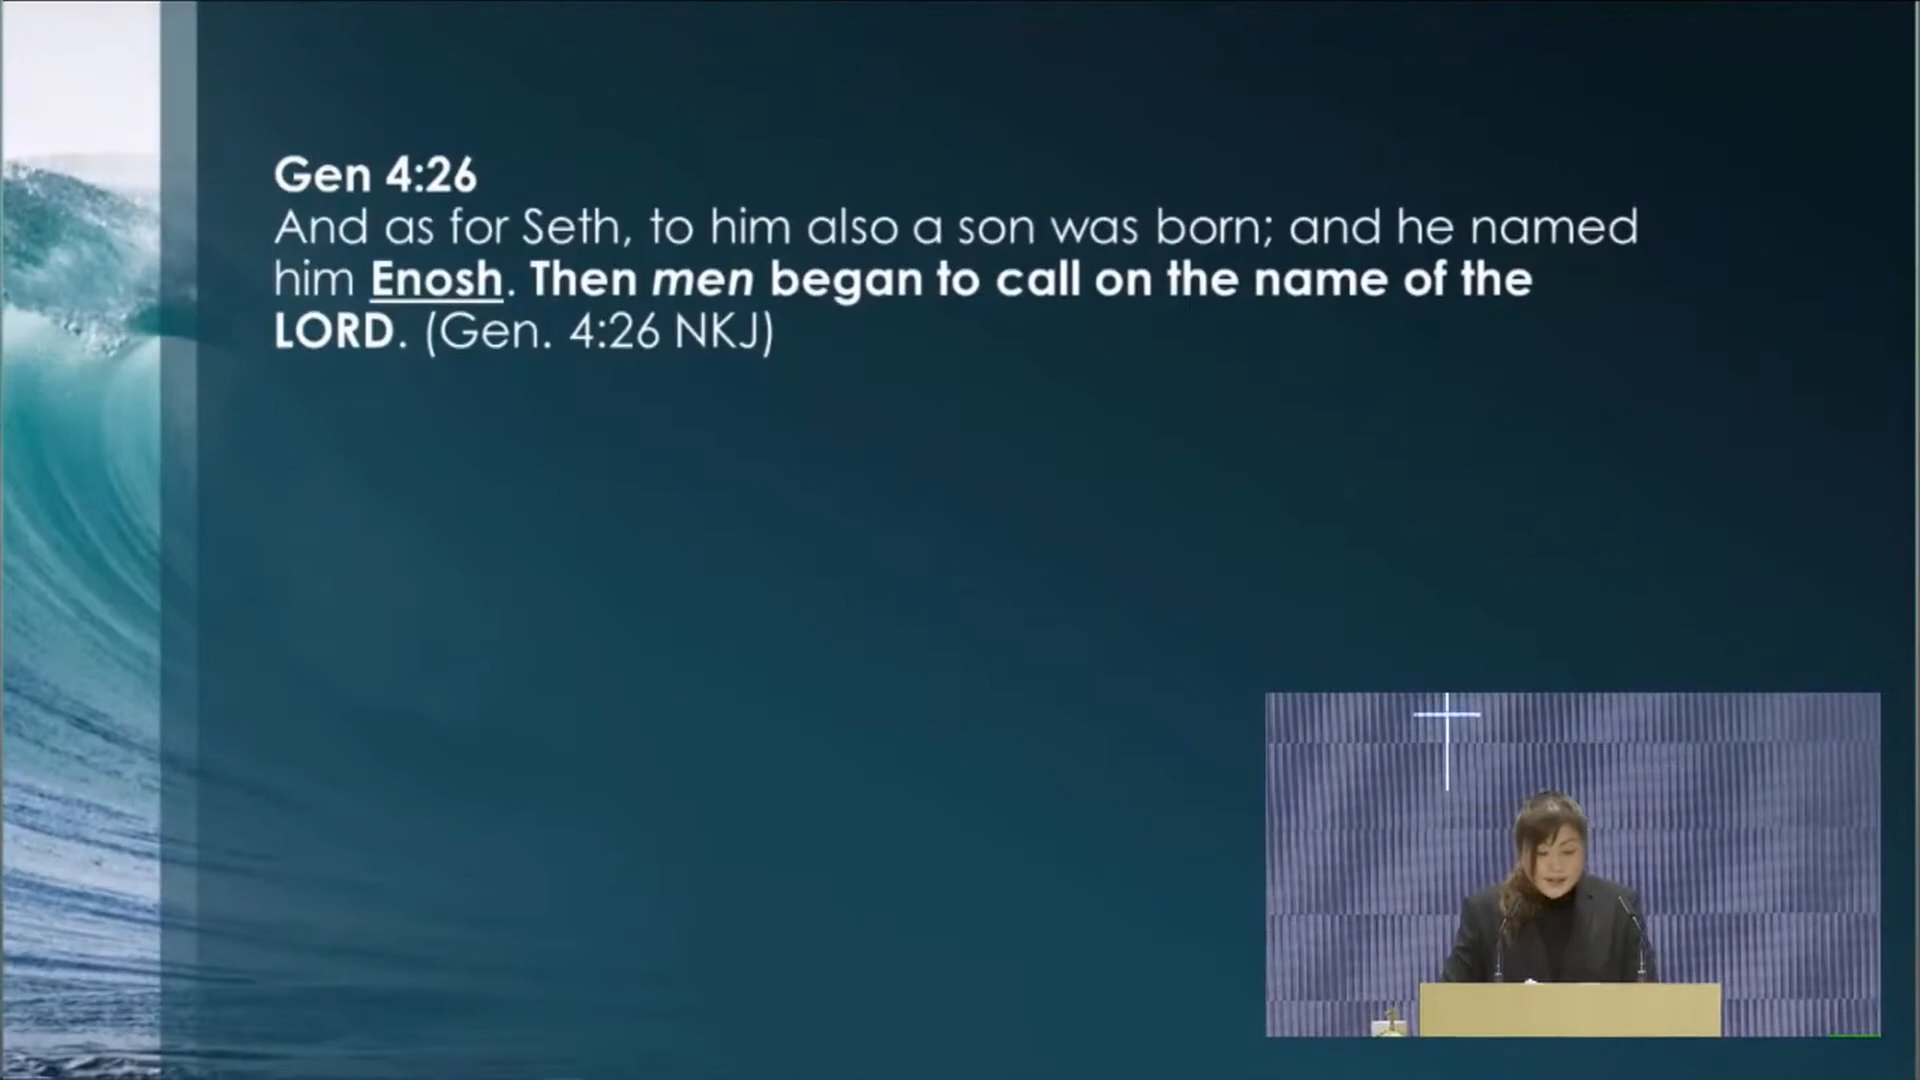 Gen 4:26
And as for Seth, to him also a son was born; and he named
him Enosh. Then men began to call on the name of the
LORD. (Gen. 4:26 NKJ)